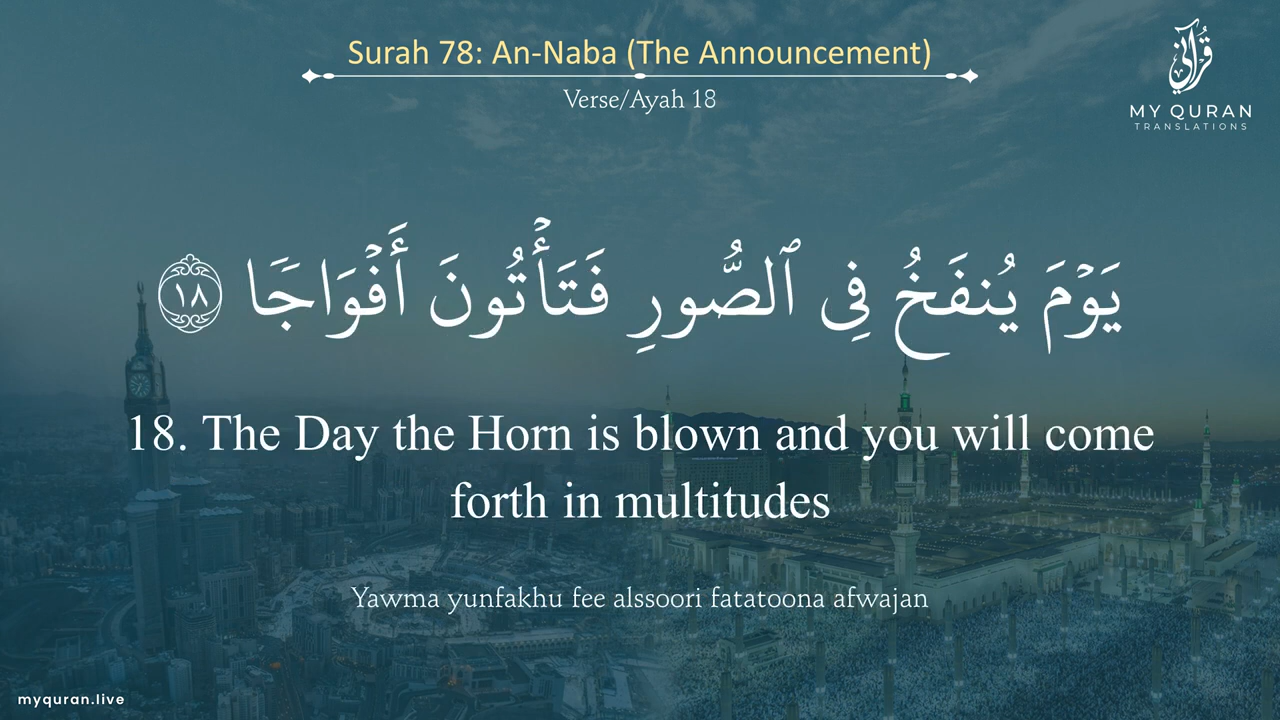 Surah 78: An-Naba (The Announcement)
Verse/Ayah 18
قرآني
MY QURAN
TRANSLATIONS
يَوْمَ يُنفَخُ فِى ٱلصُّورِ فَتَأْتُونَ أَفْوَاجًا ١٨
18. The Day the Horn is blown and you will come
forth in multitudes
Yawma yunfakhu fee alssoori fatatoona afwajan
myquran.live